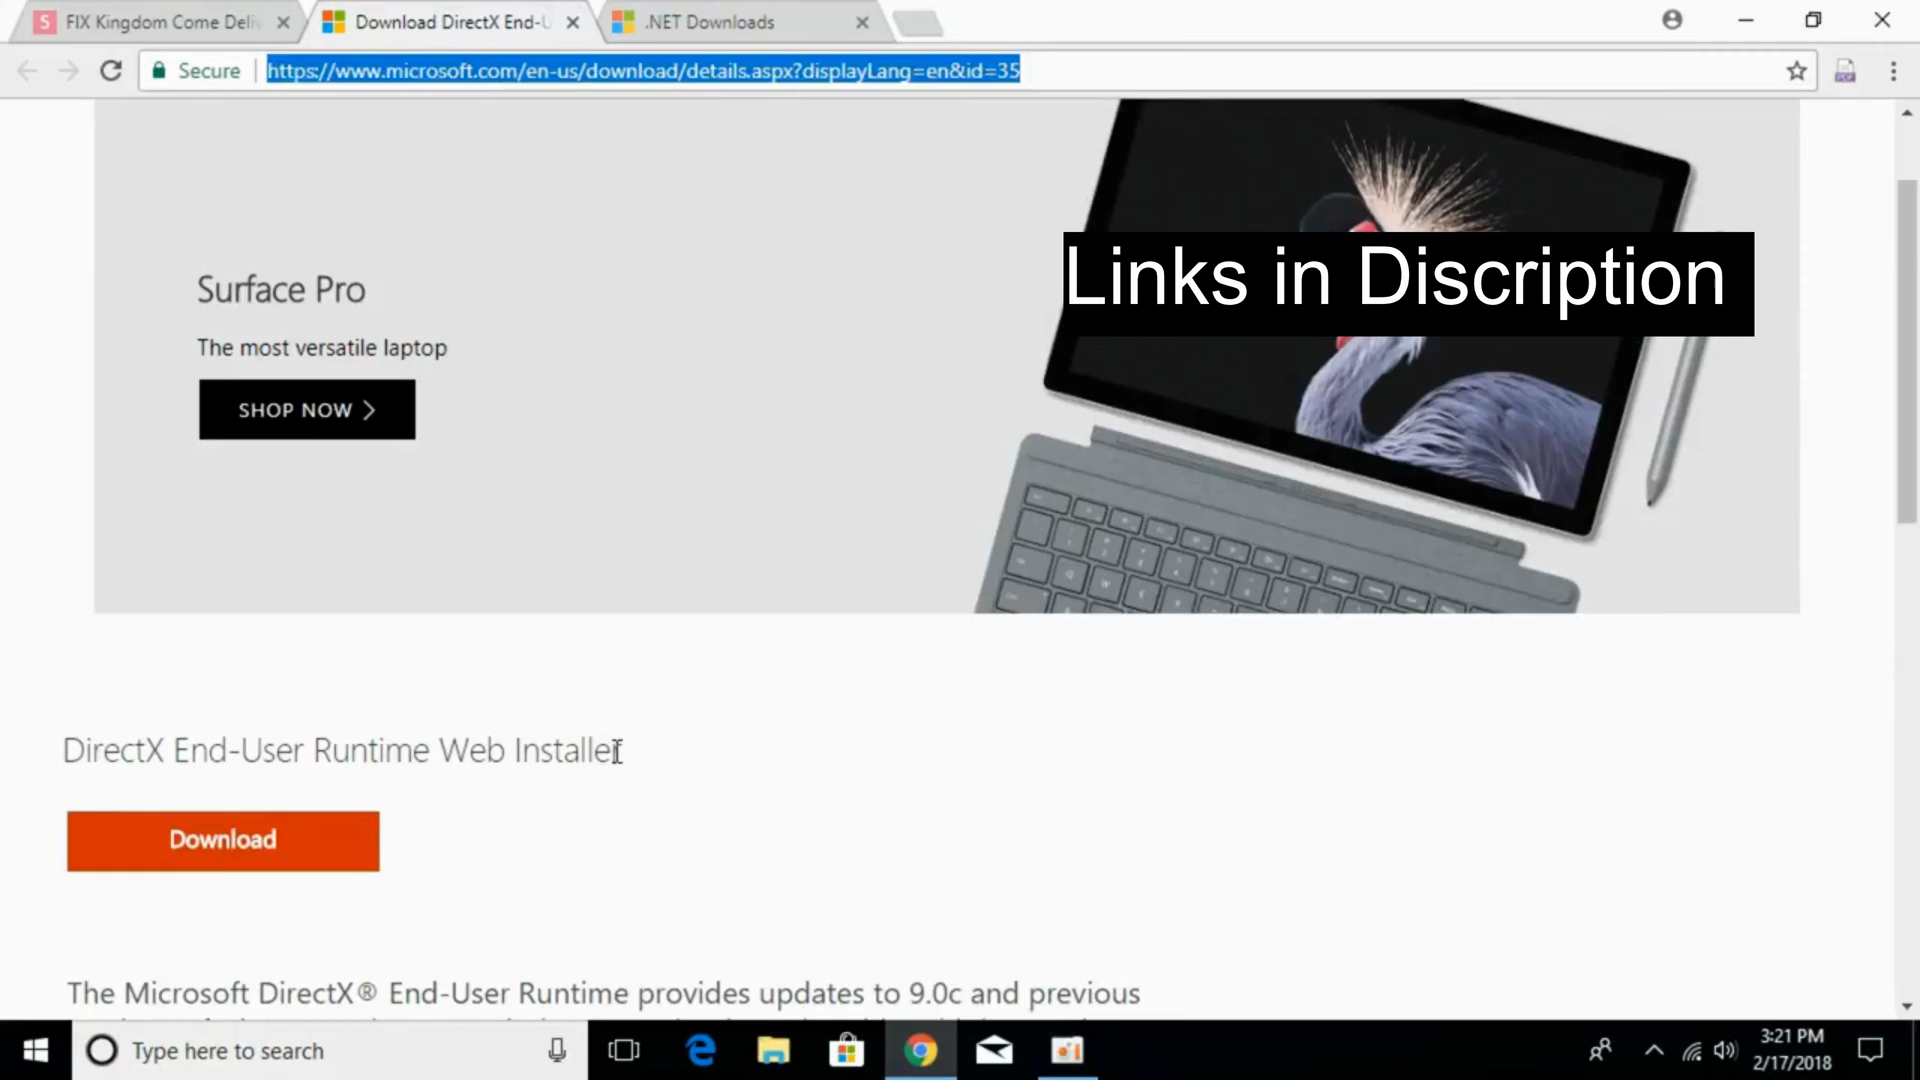 S FIX Kingdom Come Deli
Download DirectX End-U
.NET Downloads
Secure
https://www.microsoft.com/en-us/download/details.aspx?displayLang=en&id=35
Surface Pro
The most versatile laptop
SHOP NOW
Links in Discription
DirectX End-User Runtime Web Installer
Download
The Microsoft DirectX® End-User Runtime provides updates to 9.0c and previous
Type here to search
3:21 PM
2/17/2018